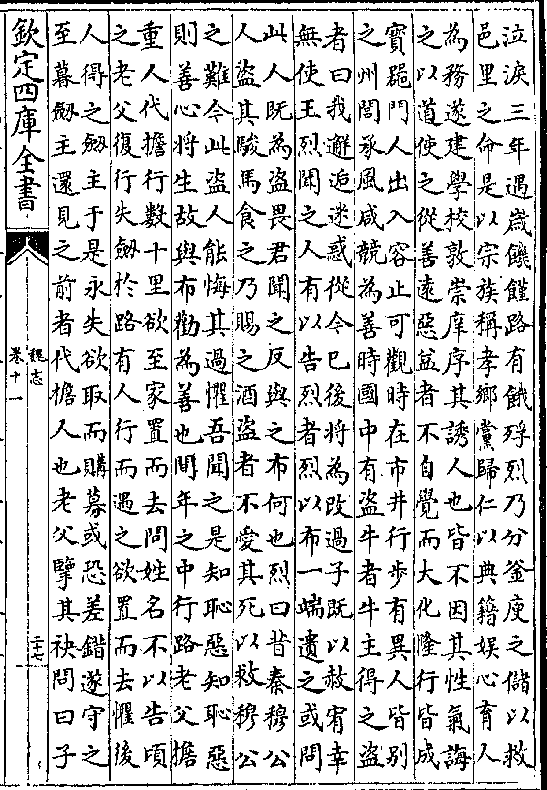 泣淚三年遇歲饑饉路有餓殍烈乃分釜庾之儲以救
邑里之命是以宗族稱孝鄉黨歸仁以典籍娛心育人
為務遂建學校敦崇庠序其誘人也皆不因其性氣誨
之以道使之從善遠惡益者不自覺而大化隆行皆成
寶器門人出入容止可觀時在市井行步有異人皆別
之州閭承風咸競為善時國中有盜牛者牛主得之盜
者曰我邂逅迷惑從今已後將為改過子既以赦宥幸
無使王烈聞之人有以告烈者烈以布一端遺之或問
此人既為盜畏君聞之反與之布何也烈曰昔秦穆公
人盜其駿馬食之乃賜之酒盜者不愛其死以救穆公
之難今此盜人能悔其過懼吾聞之是知恥惡知恥惡
則善心將生故與布勸為善也間年之中行路老父擔
重人代擔行數十里欲至家置而去問姓名不以告頃
之老父復行失劔於路有人行而遇之欲置而去懼後
人得之劔主于是永失欲取而購募或恐差錯遂守之
至暮劔主還見之前者代擔人也老父擥其袂問曰子
欽定四庫全書
魏志
卷十一
二十七